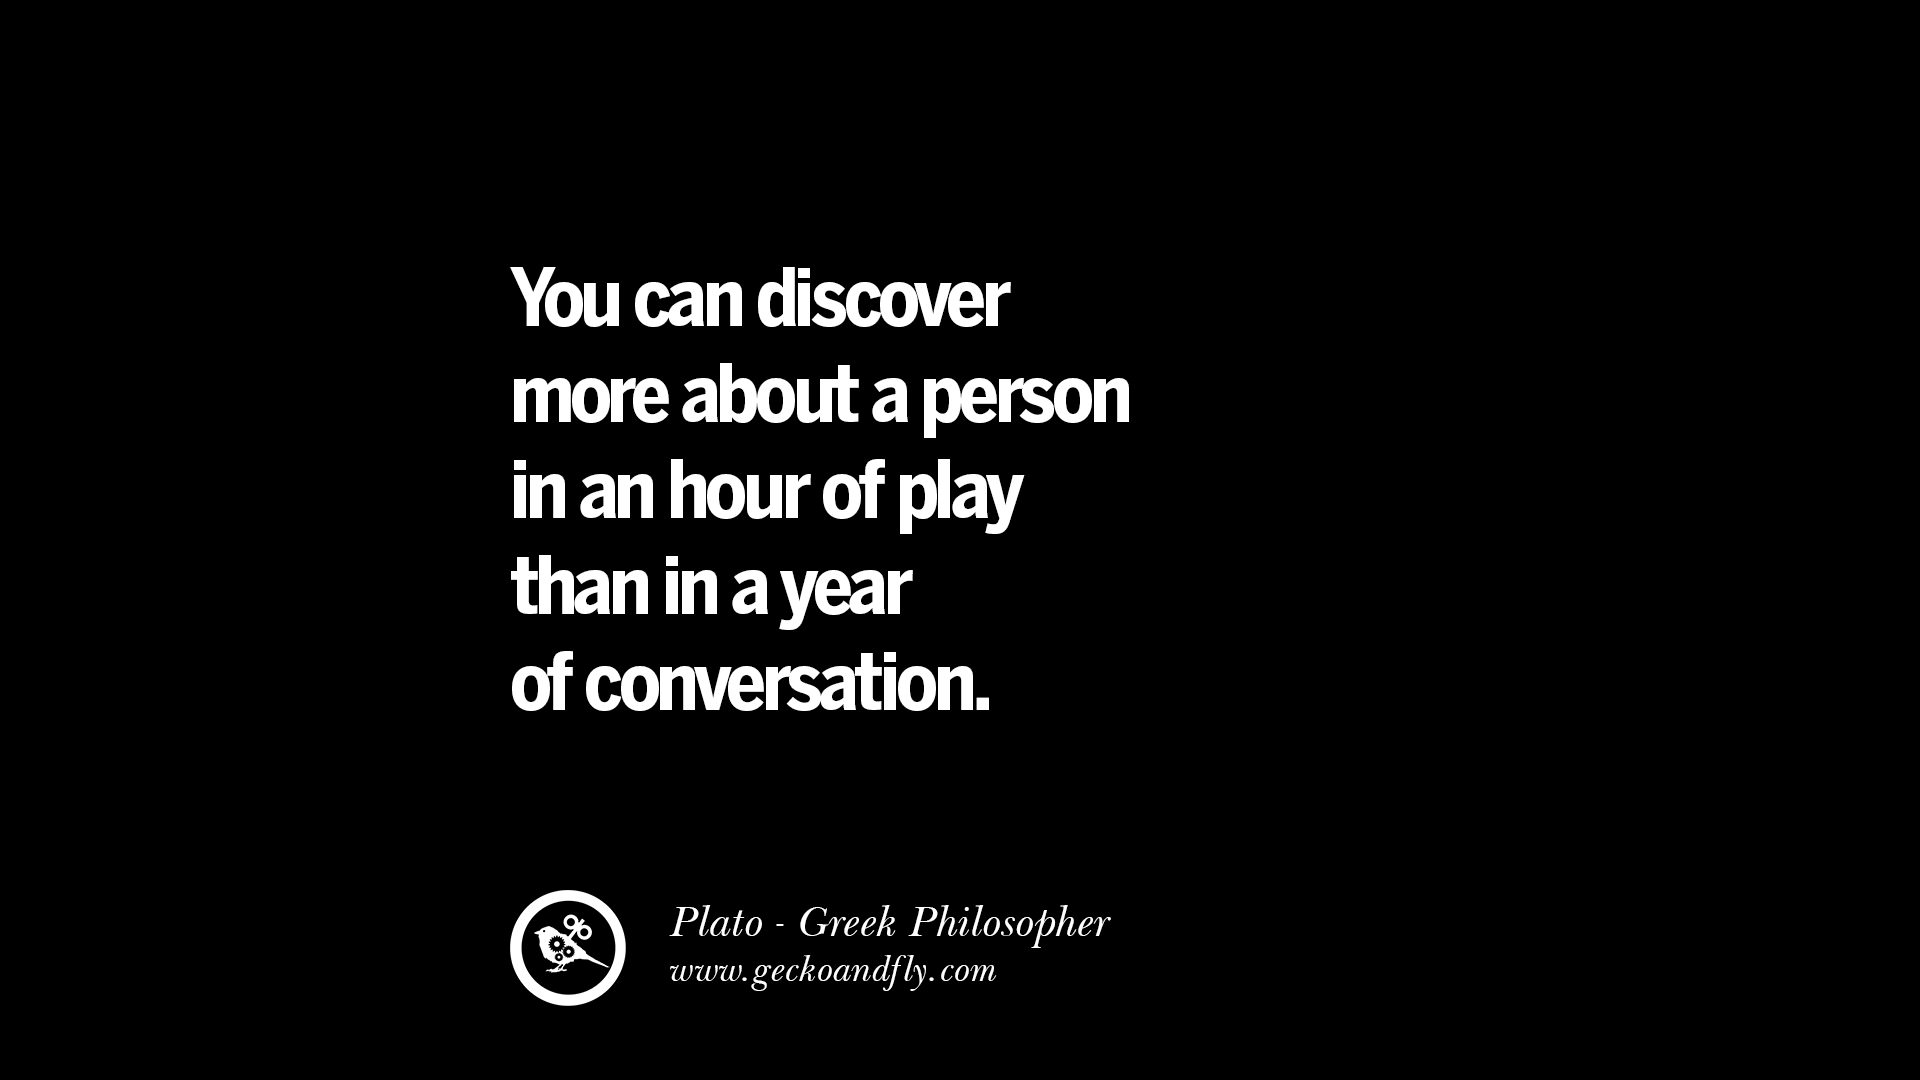 You can discover
more about a person
in an hour of play
than in a year
of conversation.
Plato - Greek Philosopher
www.geckoandfly.com